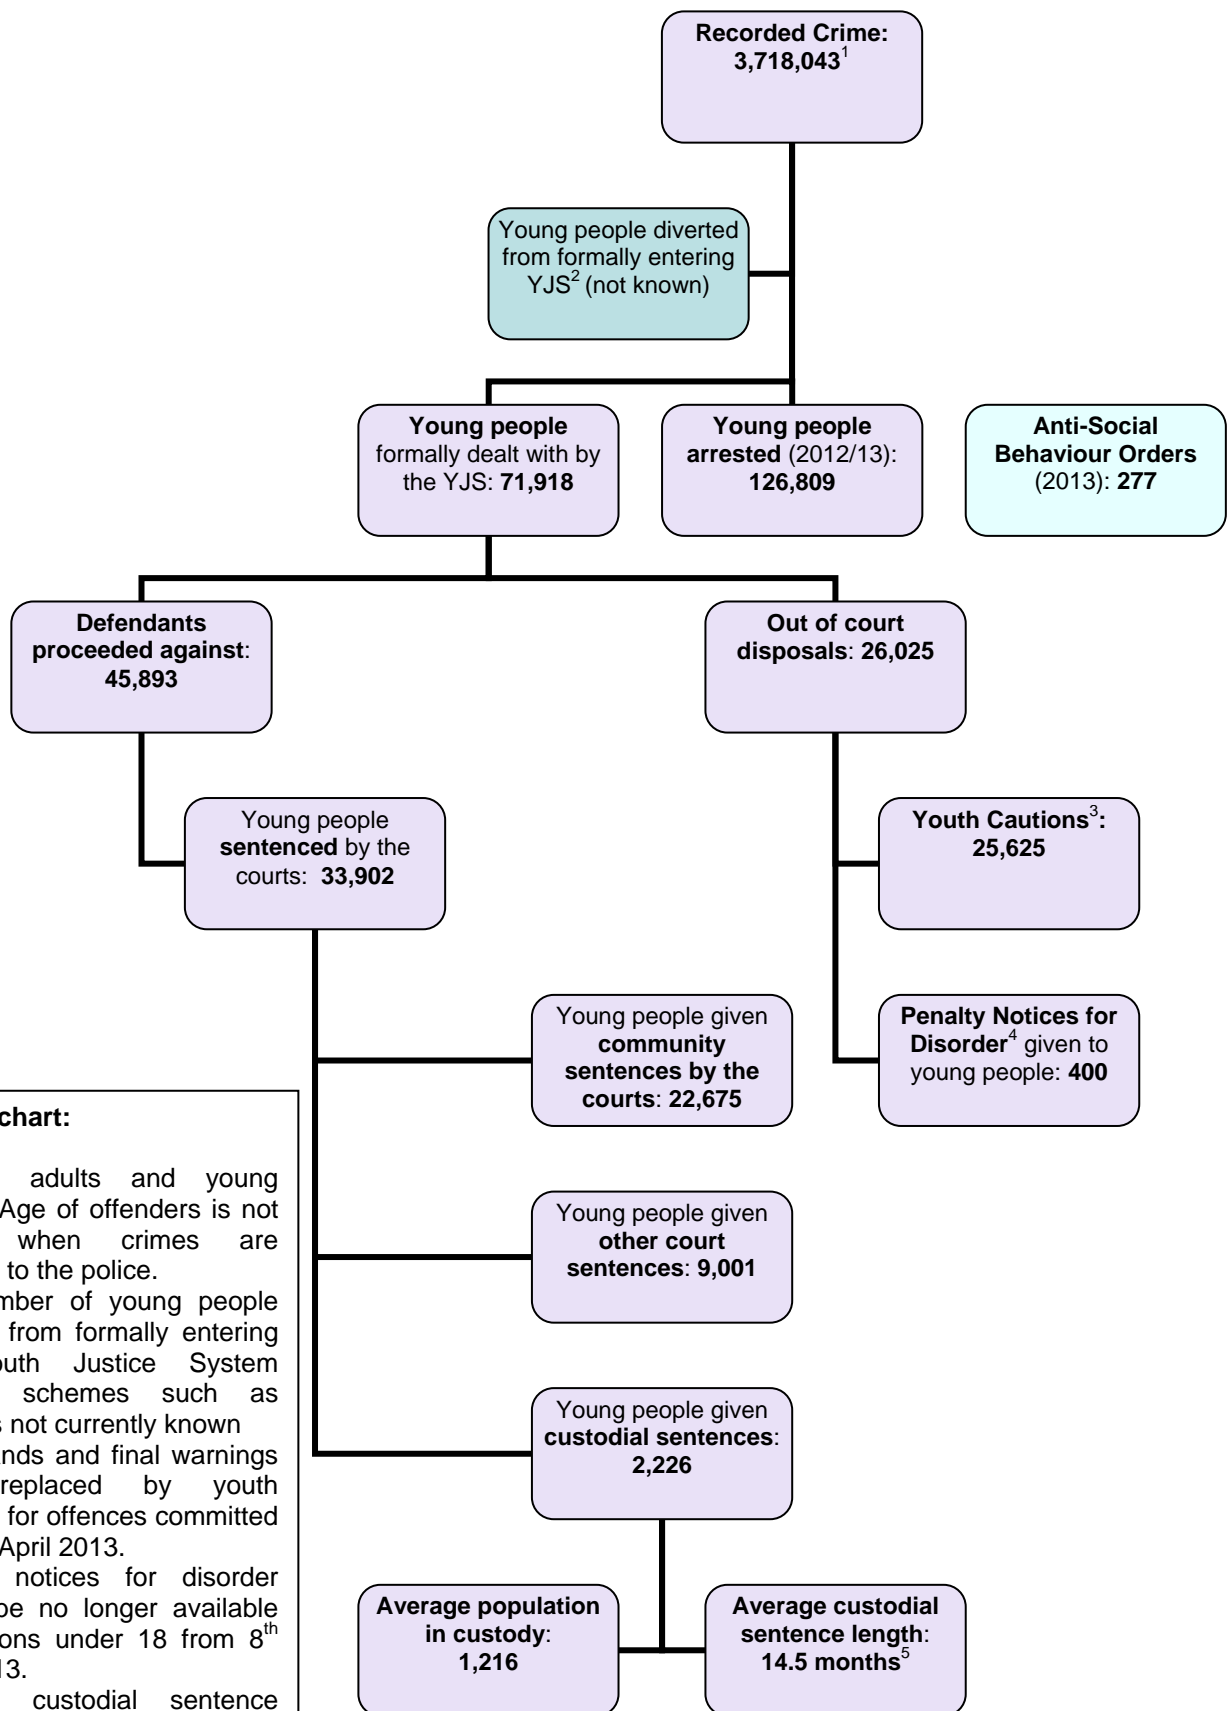 Recorded Crime:
3,718,043¹
Young people diverted
from formally entering
YJS² (not known)
Young people
formally dealt with by
the YJS: 71,918
Young people
arrested (2012/13):
126,809
Anti-Social
Behaviour Orders
(2013): 277
Defendants
proceeded against:
45,893
Out of court
disposals: 26,025
Young people
sentenced by the
courts: 33,902
Youth Cautions³:
25,625
Young people given
community
sentences by the
courts: 22,675
Penalty Notices for
Disorder⁴ given to
young people: 400
Young people given
other court
sentences: 9,001
Young people given
custodial sentences:
2,226
Average population
in custody:
1,216
Average custodial
sentence length:
14.5 months⁵
chart:
adults and young
Age of offenders is not
when crimes are
to the police.
of young people
from formally entering
Justice System
schemes such as
not currently known
and final warnings
replaced by youth
for offences committed
April 2013.
notices for disorder
be no longer available
under 18 from 8th
custodial sentence